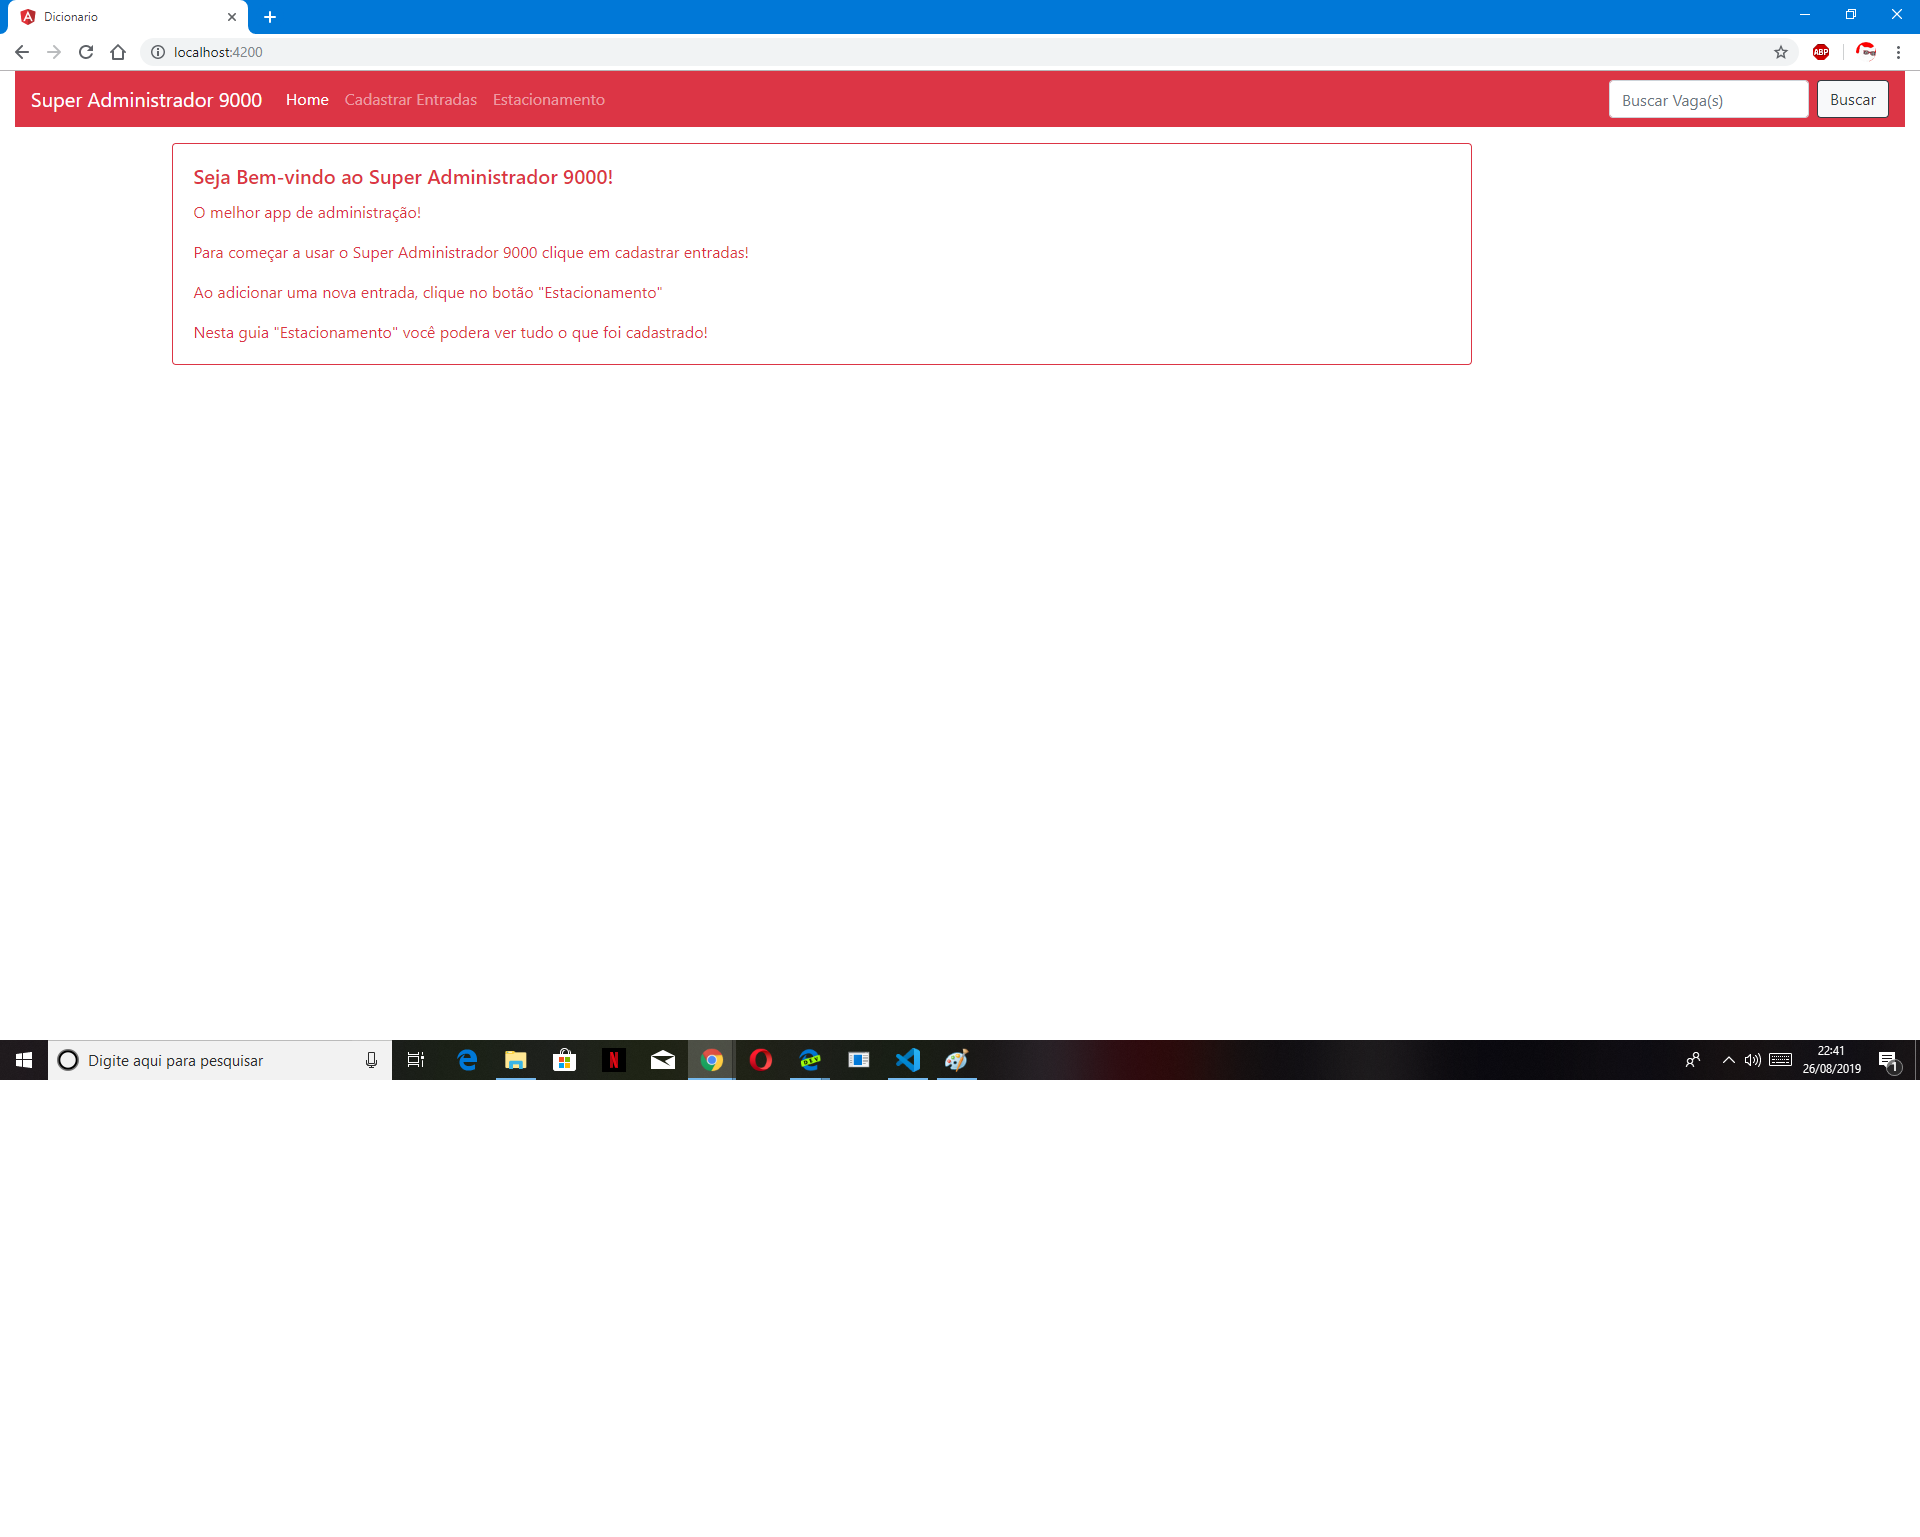 Dicionario
localhost:4200
ABP
Super Administrador 9000 Home Cadastrar Entradas Estacionamento Buscar Vaga(s) Buscar
Seja Bem-vindo ao Super Administrador 9000!
O melhor app de administração!
Para começar a usar o Super Administrador 9000 clique em cadastrar entradas!
Ao adicionar uma nova entrada, clique no botão "Estacionamento"
Nesta guia "Estacionamento" você podera ver tudo o que foi cadastrado!
Digite aqui para pesquisar
DEV
22:41
26/08/2019
1